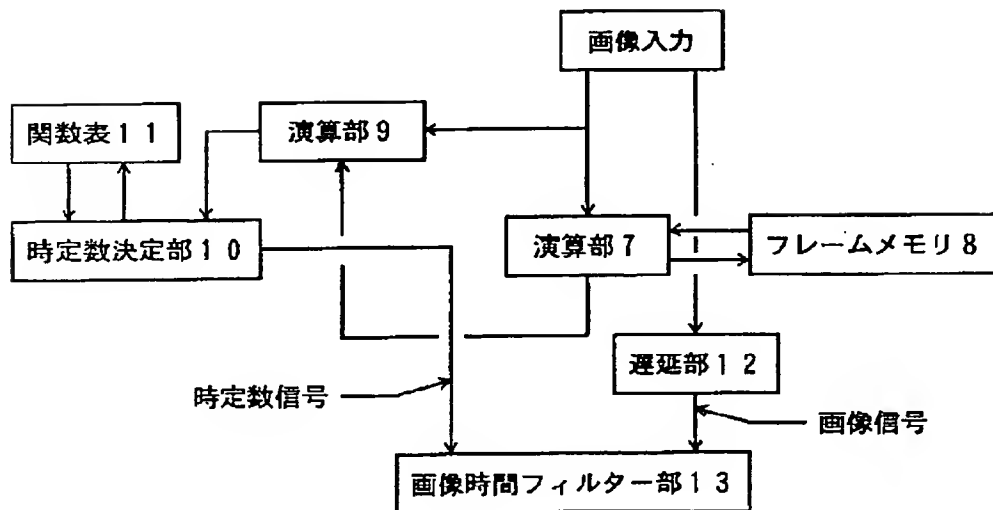 画像入力
関数表１１
演算部９
時定数決定部１０
演算部７
フレームメモリ８
遅延部１２
時定数信号
画像信号
画像時間フィルター部１３